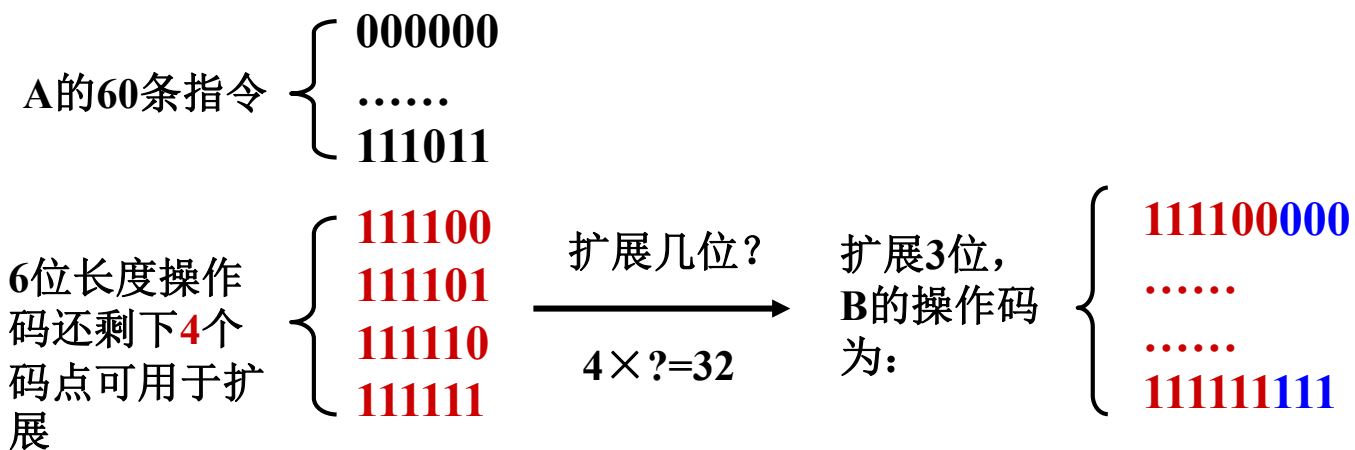 000000
A的60条指令
……
111011
111100
111101
111110
111111
6位长度操作
码还剩下4个
码点可用于扩
展
扩展几位？
4×?=32
扩展3位，
B的操作码
为：
111100000
……
……
111111111